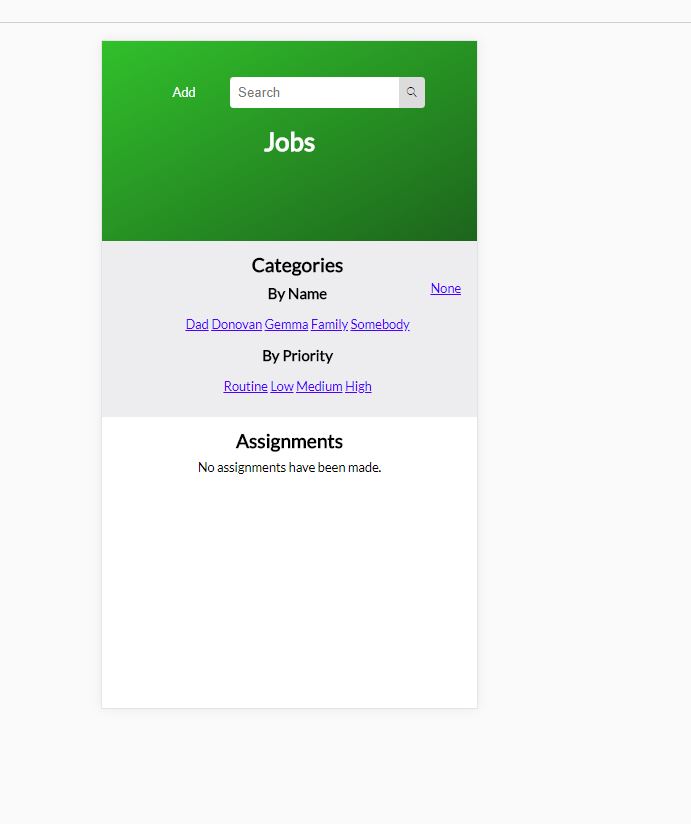 Add Search
Jobs
Categories
By Name None
Dad Donovan Gemma Family Somebody
By Priority
Routine Low Medium High
Assignments
No assignments have been made.